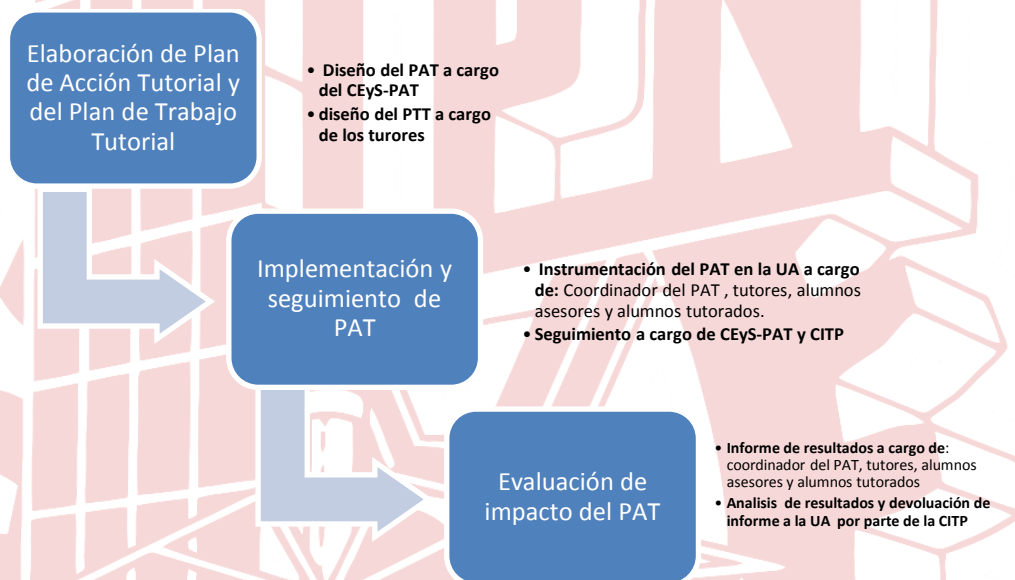 Elaboración de Plan
de Acción Tutorial y
del Plan de Trabajo
Tutorial
• Diseño del PAT a cargo
del CEyS-PAT
• diseño del PTT a cargo
de los turores
Implementación y
seguimiento de
PAT
• Instrumentación del PAT en la UA a cargo
de: Coordinador del PAT , tutores, alumnos
asesores y alumnos tutorados.
• Seguimiento a cargo de CEyS-PAT y CITP
Evaluación de
impacto del PAT
• Informe de resultados a cargo de:
coordinador del PAT, tutores, alumnos
asesores y alumnos tutorados
• Analisis de resultados y devoluación de
informe a la UA por parte de la CITP